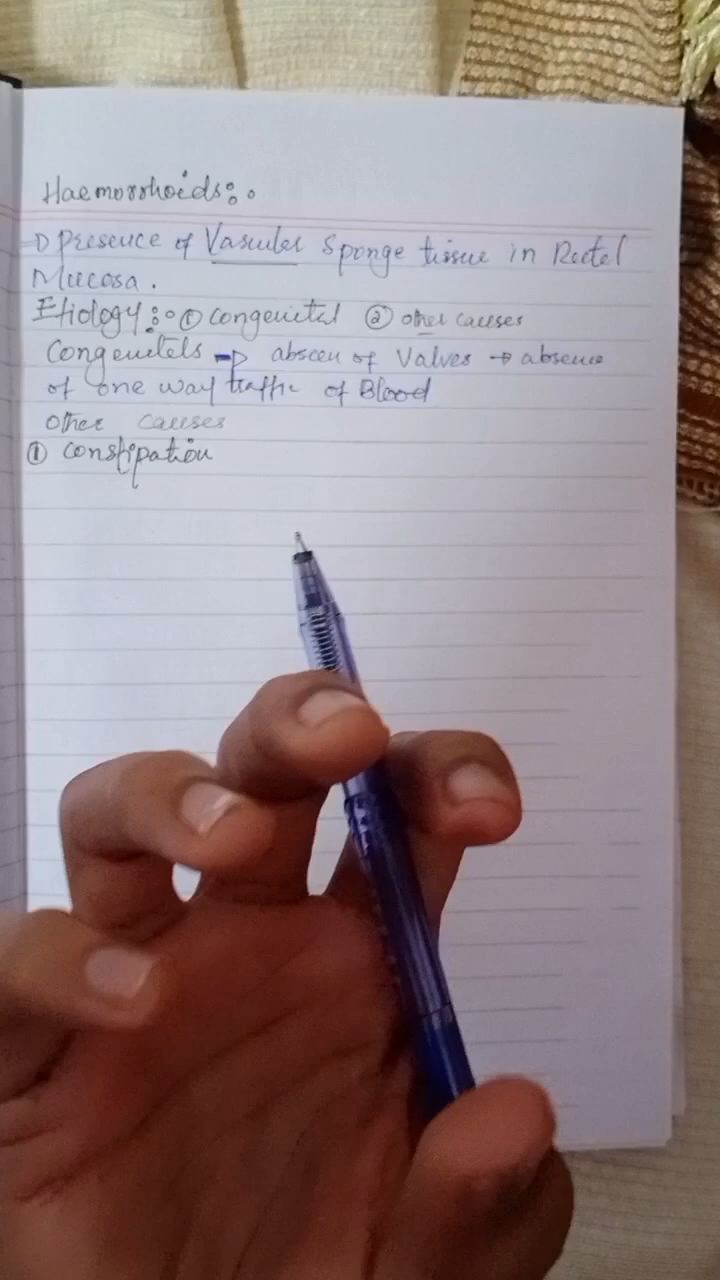 Haemorrhoids:.
→ presence of Vascular Sponge tissue in Rectal
Mucosa.
Etiology:. ① congenital ② other causes
Congenitals → abscen of Valves → absence
of one way traffic of Blood
other causes
① constipation